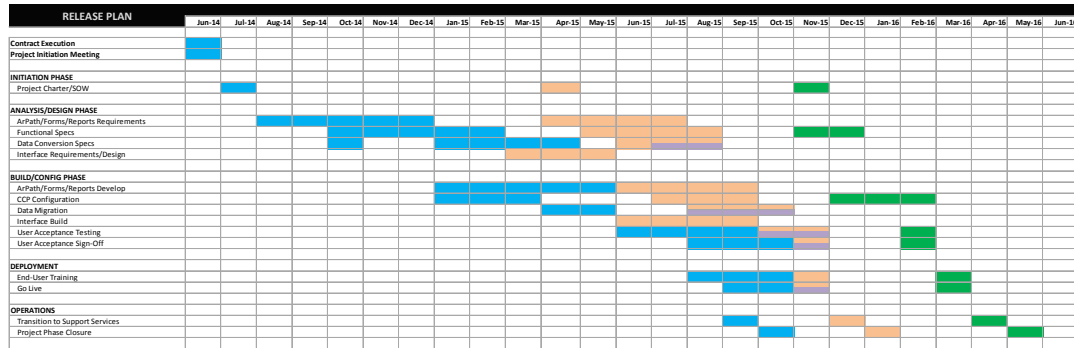 RELEASE PLAN
Jun-14 Jul-14 Aug-14 Sep-14 Oct-14 Nov-14 Dec-14 Jan-15 Feb-15 Mar-15 Apr-15 May-15 Jun-15 Jul-15 Aug-15 Sep-15 Oct-15 Nov-15 Dec-15 Jan-16 Feb-16 Mar-16 Apr-16 May-16
Contract Execution
Project Initiation Meeting
INITIATION PHASE
Project Charter/SOW
ANALYSIS/DESIGN PHASE
ArPath/Forms/Reports Requirements
Functional Specs
Data Conversion Specs
Interface Requirements/Design
BUILD/CONFIG PHASE
ArPath/Forms/Reports Develop
CCP Configuration
Data Migration
Interface Build
User Acceptance Testing
User Acceptance Sign-Off
DEPLOYMENT
End-User Training
Go Live
OPERATIONS
Transition to Support Services
Project Phase Closure